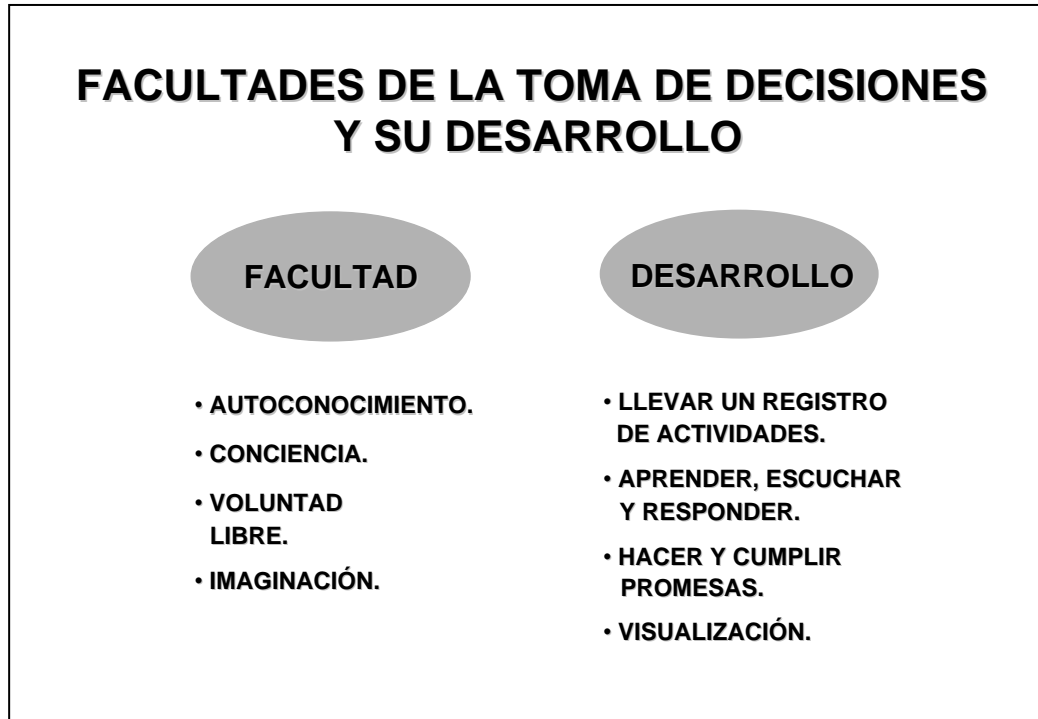 FACULTADES DE LA TOMA DE DECISIONES
Y SU DESARROLLO
FACULTAD
• AUTOCONOCIMIENTO.
• CONCIENCIA.
• VOLUNTAD
LIBRE.
• IMAGINACIÓN.
DESARROLLO
• LLEVAR UN REGISTRO
DE ACTIVIDADES.
• APRENDER, ESCUCHAR
Y RESPONDER.
• HACER Y CUMPLIR
PROMESAS.
• VISUALIZACIÓN.